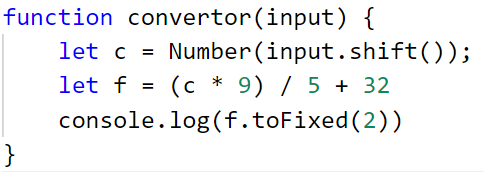 function convertor(input) {
    let c = Number(input.shift());
    let f = (c * 9) / 5 + 32
    console.log(f.toFixed(2))
}